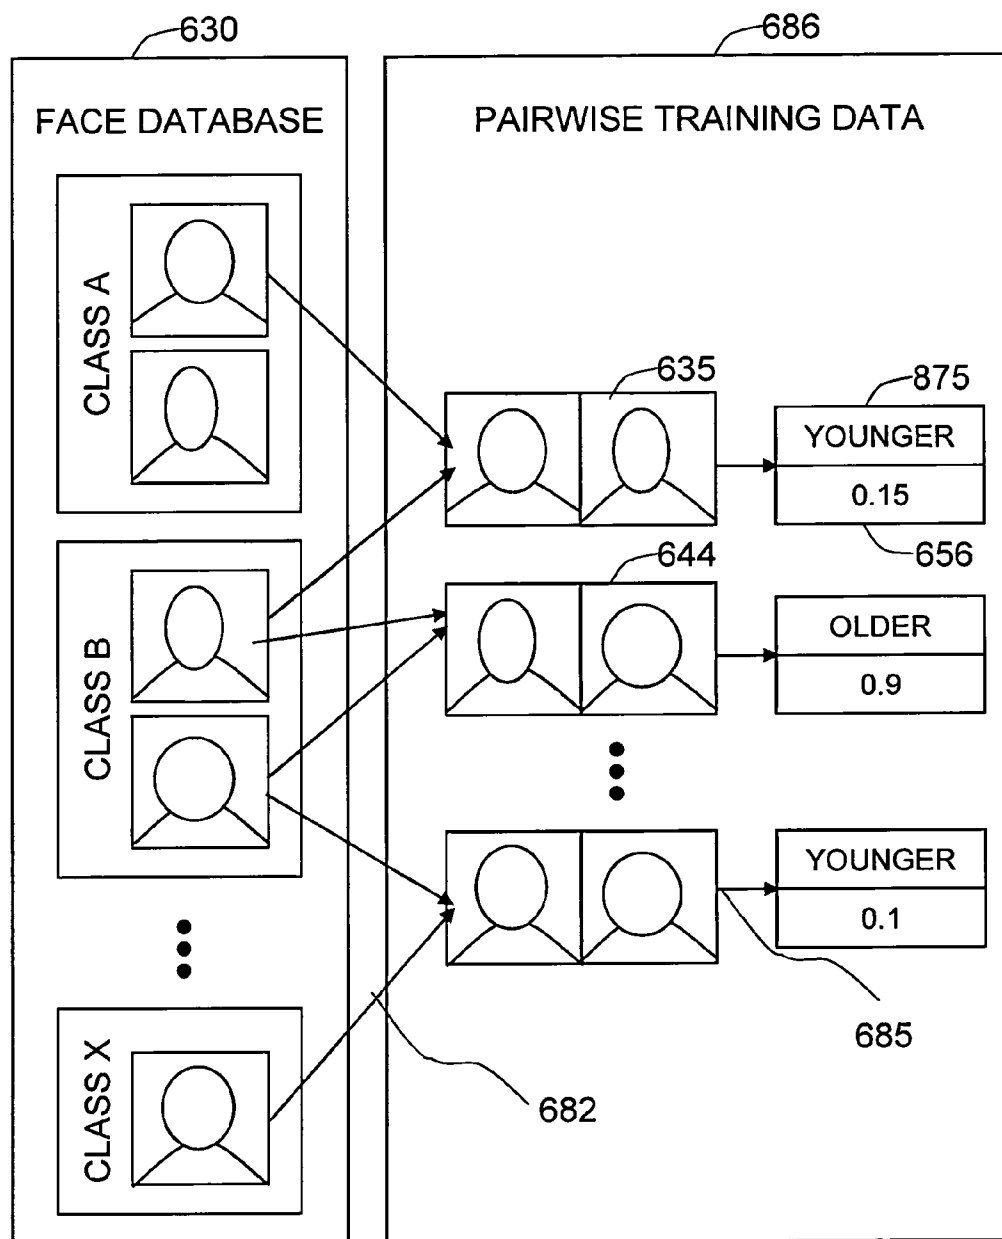 630
686
FACE DATABASE
PAIRWISE TRAINING DATA
CLASS A
635
875
YOUNGER
0.15
656
CLASS B
644
OLDER
0.9
YOUNGER
0.1
685
682
CLASS X